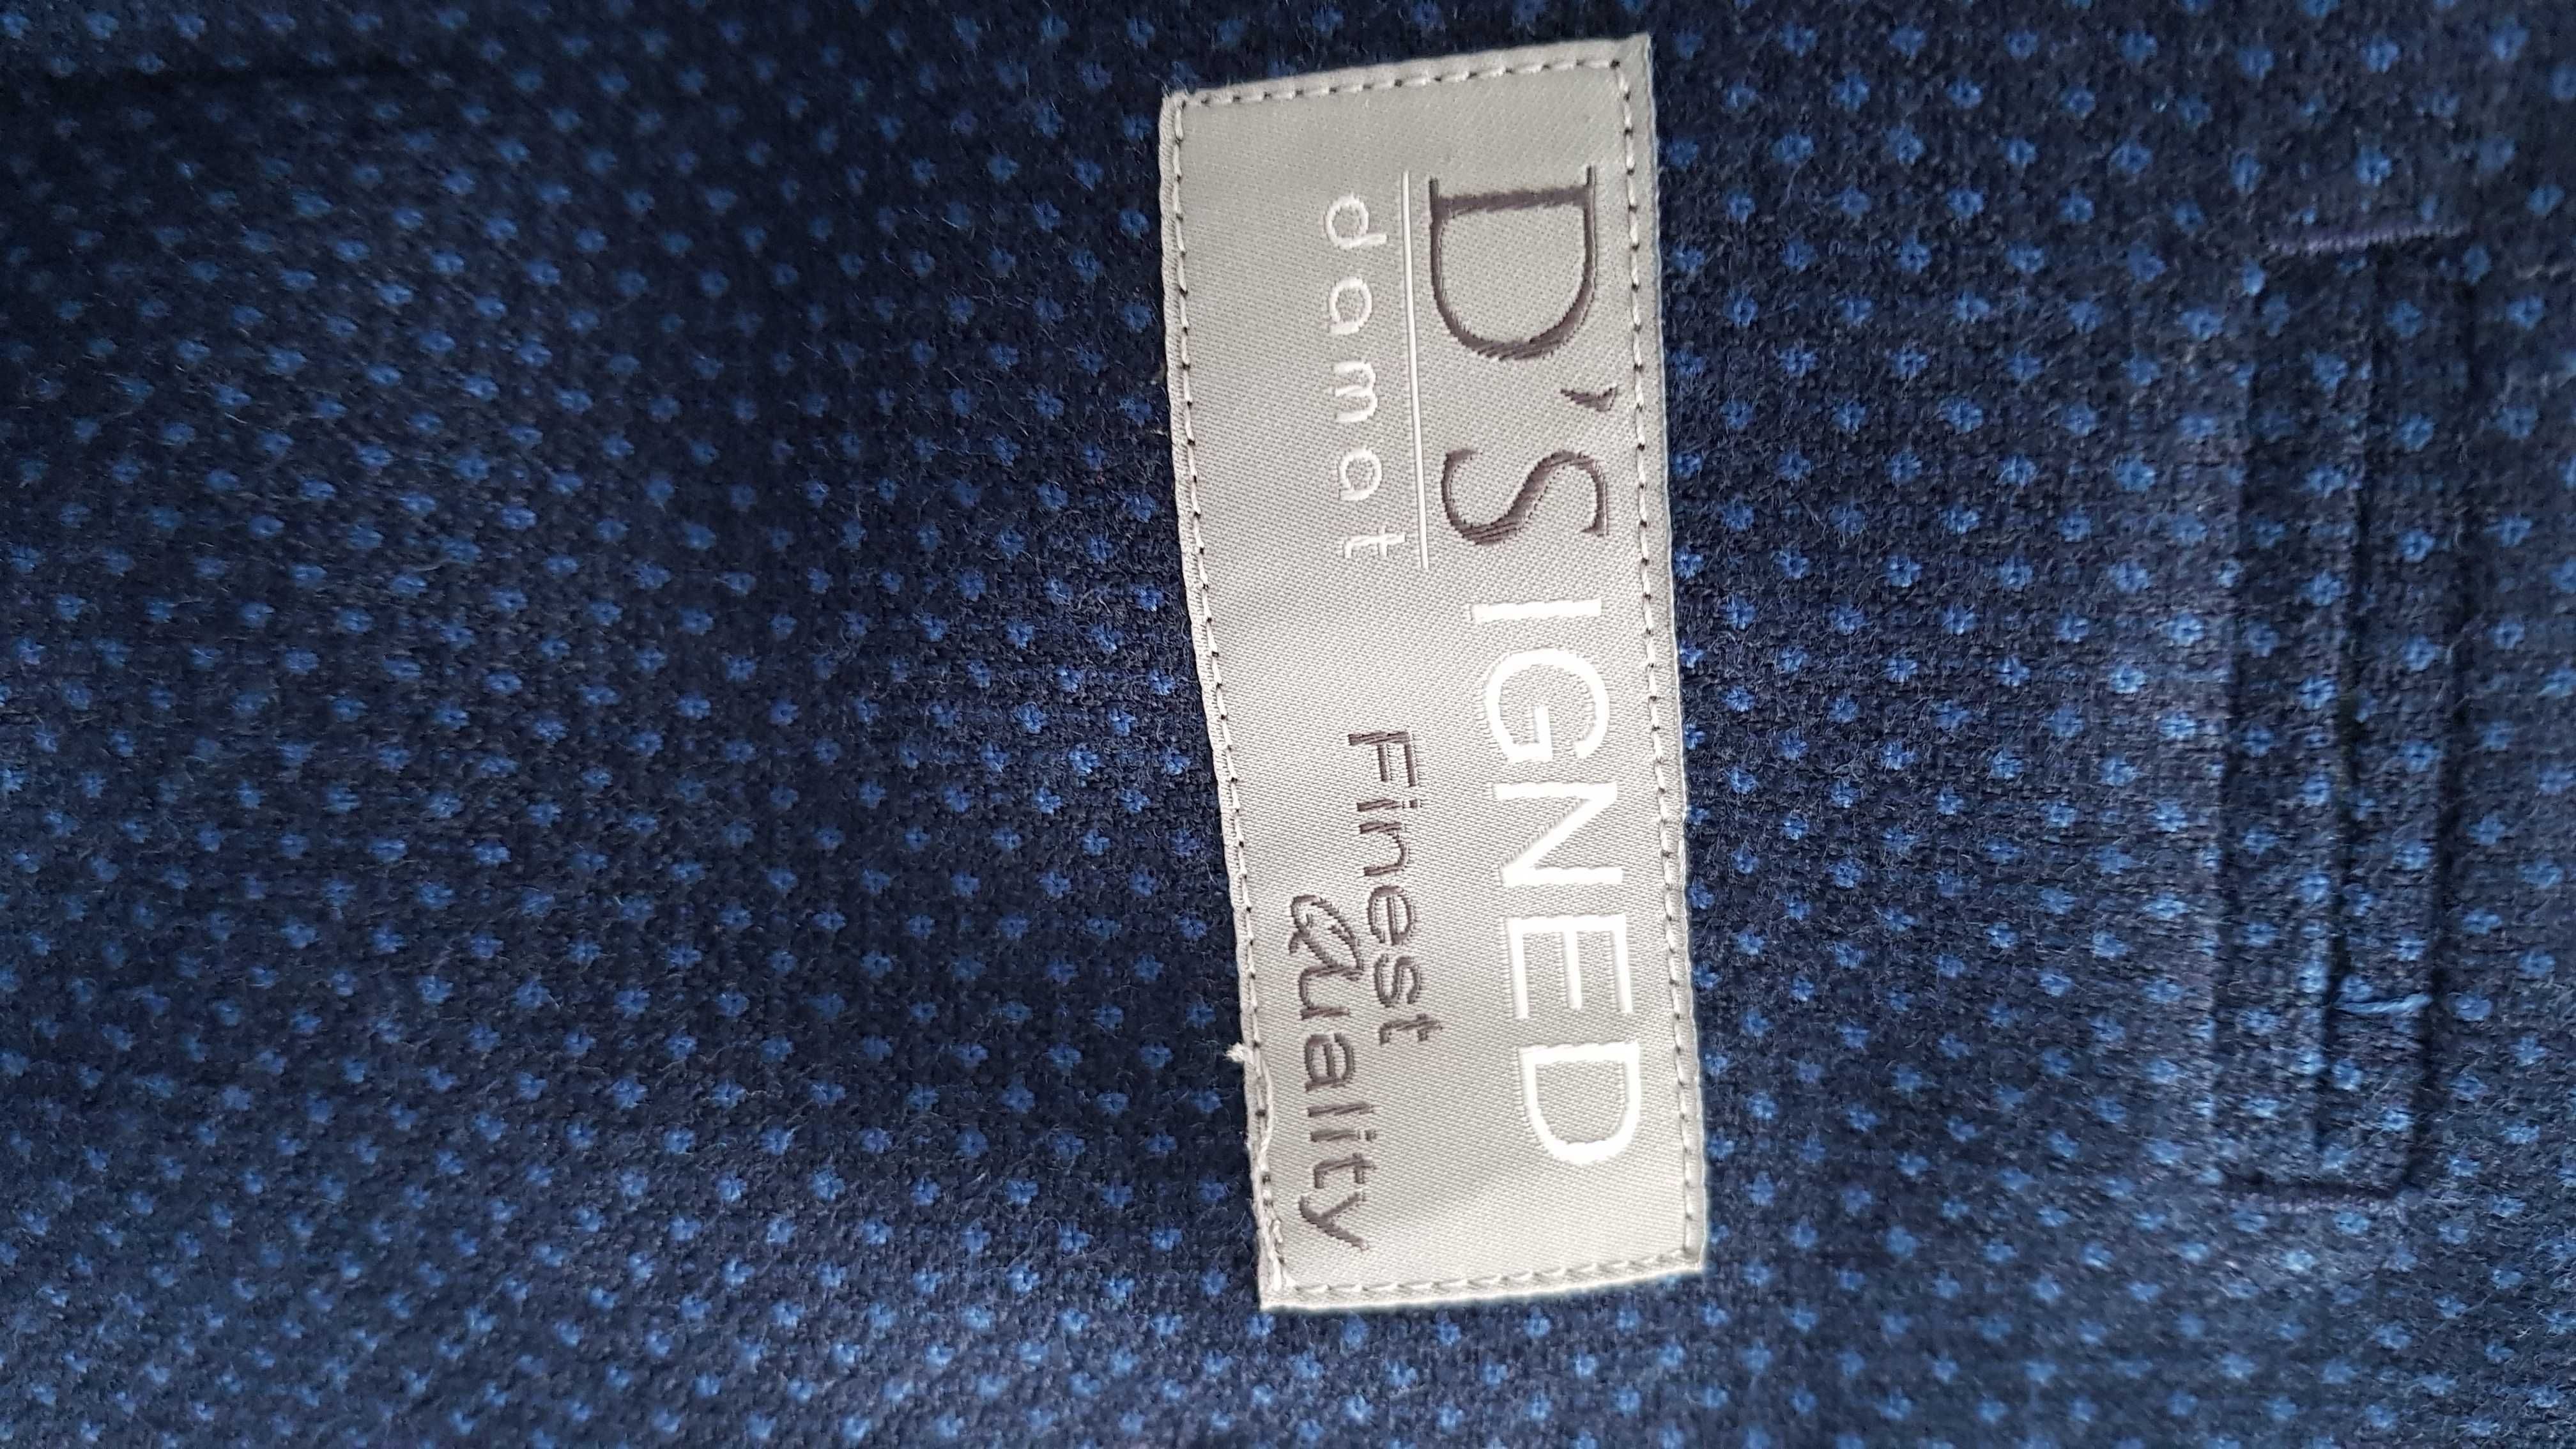 D'S IGNED
damat
Finest
Quality